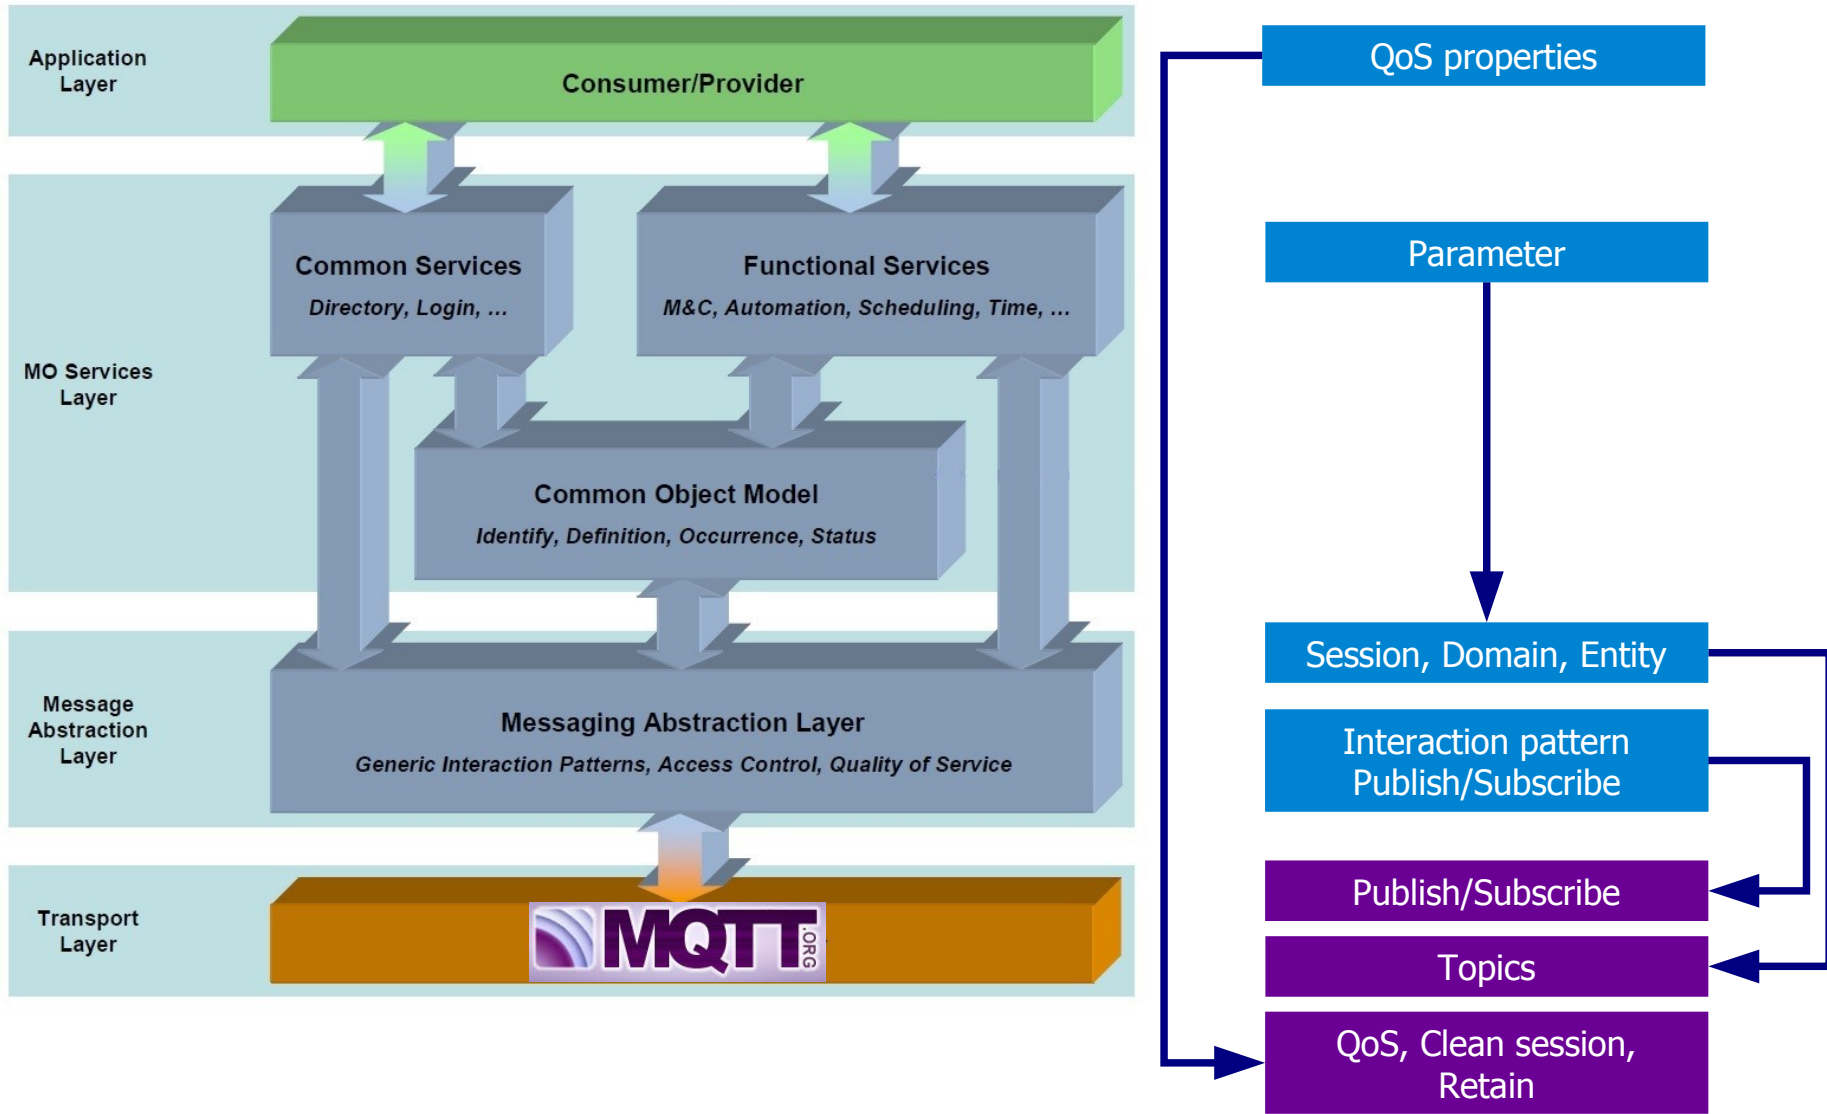 Application
Layer
Consumer/Provider
MO Services
Layer
Common Services
Directory, Login, ...
Functional Services
M&C, Automation, Scheduling, Time, ...
Common Object Model
Identify, Definition, Occurrence, Status
Message
Abstraction
Layer
Messaging Abstraction Layer
Generic Interaction Patterns, Access Control, Quality of Service
Transport
Layer
MQTT.ORG
QoS properties
Parameter
Session, Domain, Entity
Interaction pattern
Publish/Subscribe
Publish/Subscribe
Topics
QoS, Clean session,
Retain